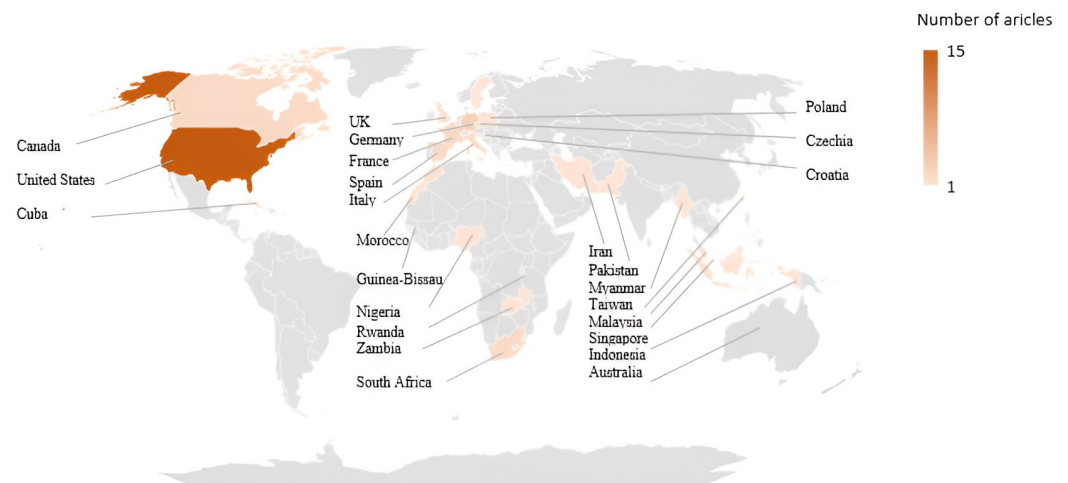 Number of aricles
15
1
Canada
United States
Cuba
UK
Germany
France
Spain
Italy
Morocco
Guinea-Bissau
Nigeria
Rwanda
Zambia
South Africa
Iran
Pakistan
Myanmar
Taiwan
Malaysia
Singapore
Indonesia
Australia
Poland
Czechia
Croatia